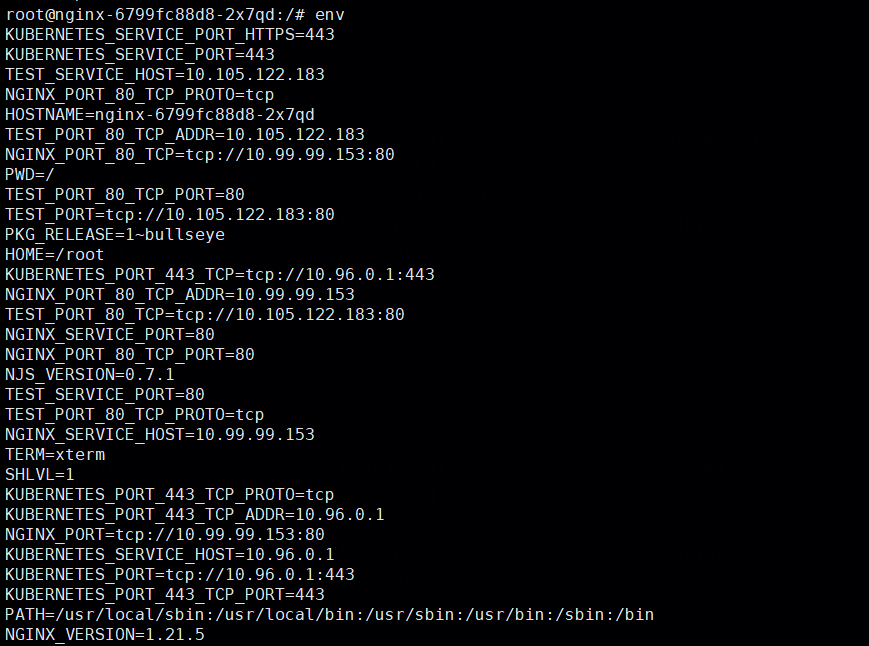 root@nginx-6799fc88d8-2x7qd:/# env
KUBERNETES_SERVICE_PORT_HTTPS=443
KUBERNETES_SERVICE_PORT=443
TEST_SERVICE_HOST=10.105.122.183
NGINX_PORT_80_TCP_PROTO=tcp
HOSTNAME=nginx-6799fc88d8-2x7qd
TEST_PORT_80_TCP_ADDR=10.105.122.183
NGINX_PORT_80_TCP=tcp://10.99.99.153:80
PWD=/
TEST_PORT_80_TCP_PORT=80
TEST_PORT=tcp://10.105.122.183:80
PKG_RELEASE=1~bullseye
HOME=/root
KUBERNETES_PORT_443_TCP=tcp://10.96.0.1:443
NGINX_PORT_80_TCP_ADDR=10.99.99.153
TEST_PORT_80_TCP=tcp://10.105.122.183:80
NGINX_SERVICE_PORT=80
NGINX_PORT_80_TCP_PORT=80
NJS_VERSION=0.7.1
TEST_SERVICE_PORT=80
TEST_PORT_80_TCP_PROTO=tcp
NGINX_SERVICE_HOST=10.99.99.153
TERM=xterm
SHLVL=1
KUBERNETES_PORT_443_TCP_PROTO=tcp
KUBERNETES_PORT_443_TCP_ADDR=10.96.0.1
NGINX_PORT=tcp://10.99.99.153:80
KUBERNETES_SERVICE_HOST=10.96.0.1
KUBERNETES_PORT=tcp://10.96.0.1:443
KUBERNETES_PORT_443_TCP_PORT=443
PATH=/usr/local/sbin:/usr/local/bin:/usr/sbin:/usr/bin:/sbin:/bin
NGINX_VERSION=1.21.5